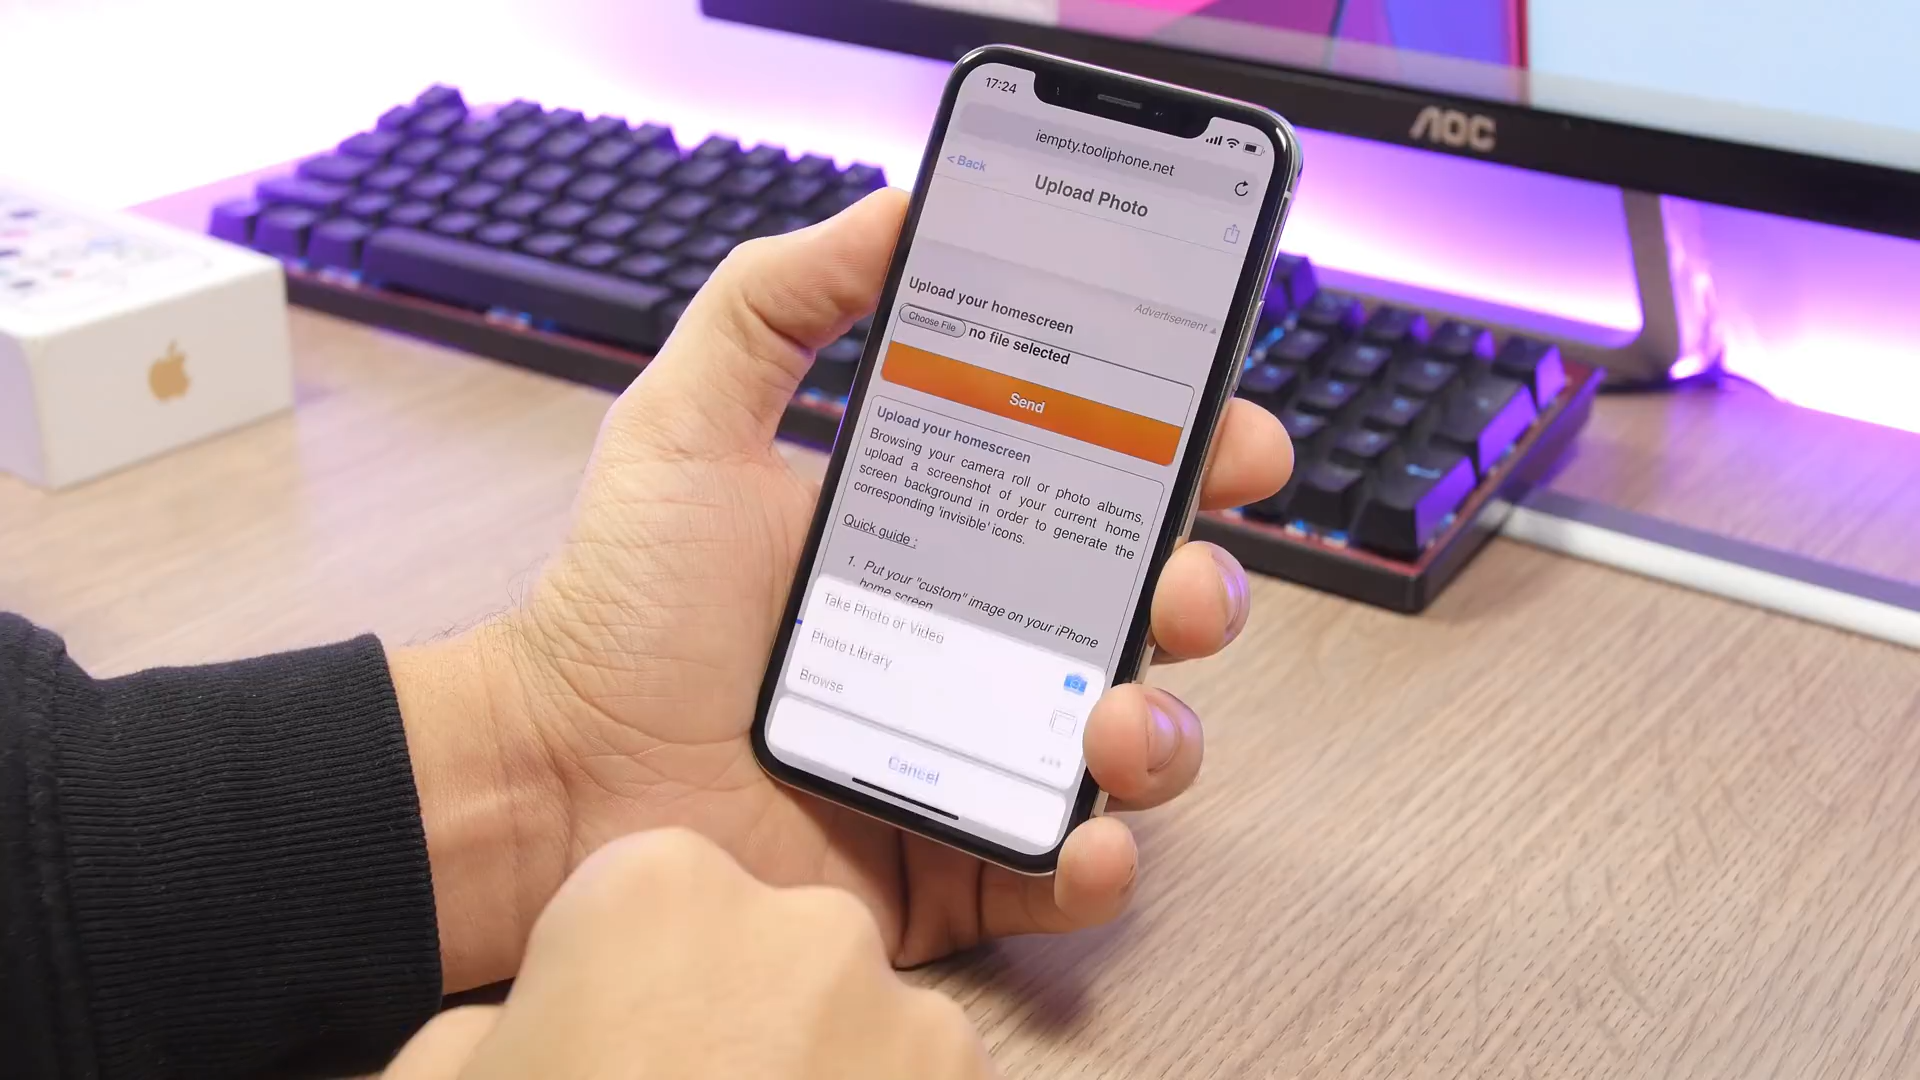 AOC
17:24
iempty.tooliphone.net
< Back
Upload Photo
Advertisement ▲
Upload your homescreen
Choose File no file selected
Send
Upload your homescreen
Browsing your camera roll or photo albums,
upload a screenshot of your current home
screen background in order to generate the
corresponding 'invisible' icons.
Quick guide :
1. Put your "custom" image on your iPhone
home screen
Take Photo or Video
Photo Library
Browse
Cancel